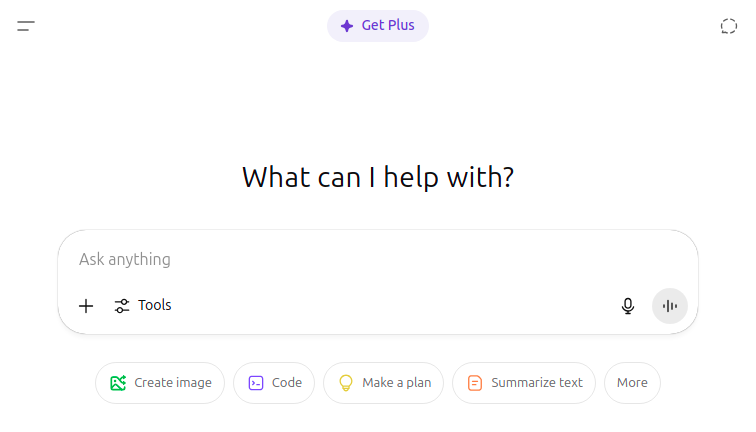 Get Plus
What can I help with?
Ask anything
Tools
Create image Code Make a plan Summarize text More